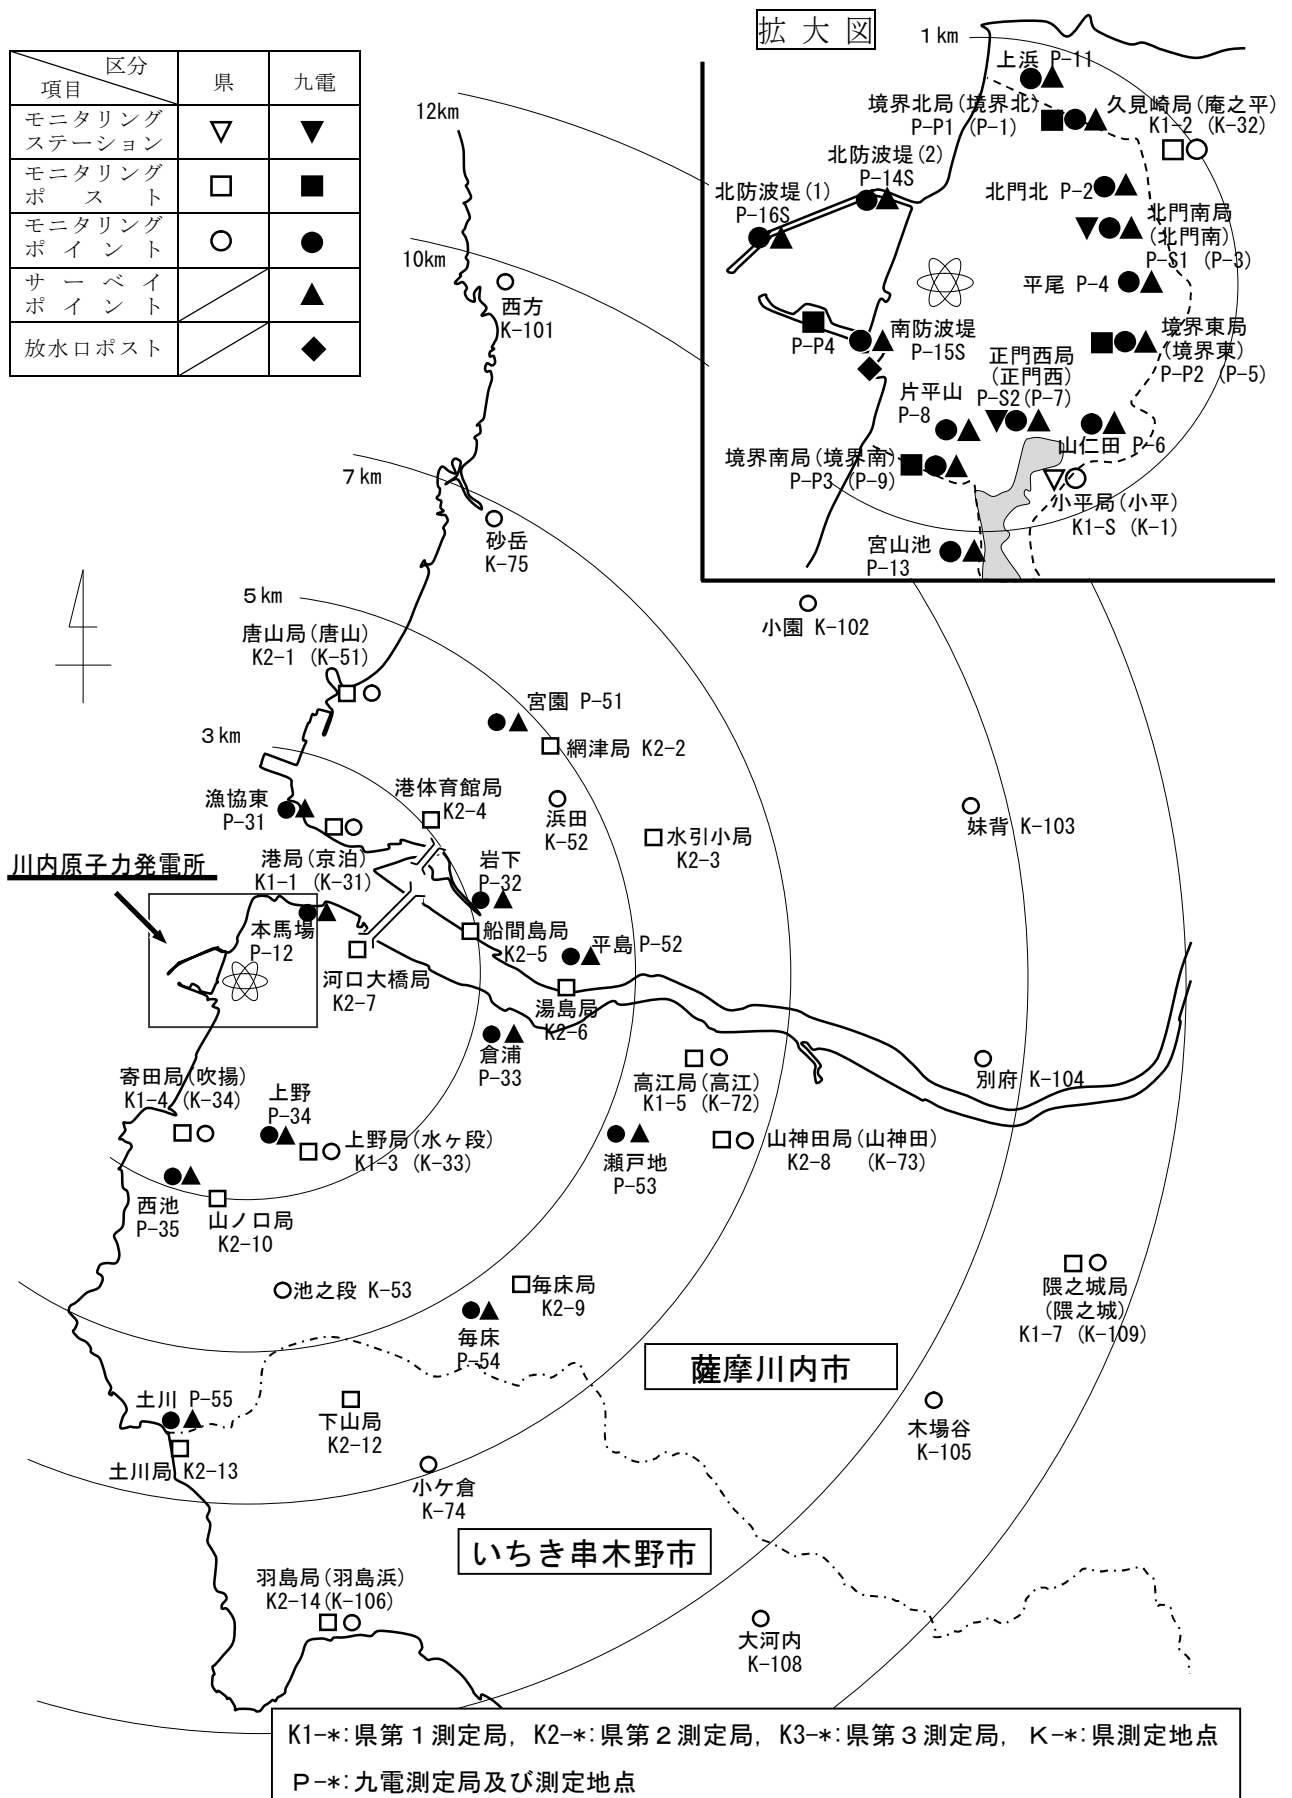 拡大図
区分
項目
県
九電
モニタリング
ステーション
モニタリング
ポスト
モニタリング
ポイント
サーベイ
ポイント
放水口ポスト
1km
上浜 P-11
境界北局(境界北)
P-P1 (P-1)
久見崎局(庵之平)
K1-2 (K-32)
北防波堤(2)
P-14S
北防波堤(1)
P-16S
北門北 P-2
北門南局
(北門南)
P-S1 (P-3)
平尾 P-4
P-P4
南防波堤
P-15S
境界東局
(境界東)
P-P2 (P-5)
正門西局
(正門西)
P-S2(P-7)
片平山
P-8
山仁田 P-6
境界南局(境界南)
P-P3 (P-9)
小平局(小平)
K1-S (K-1)
宮山池
P-13
12km
10km
西方
K-101
7km
砂岳
K-75
5km
唐山局(唐山)
K2-1 (K-51)
小園 K-102
宮園 P-51
網津局 K2-2
3km
漁協東
P-31
港体育館局
K2-4
浜田
K-52
水引小局
K2-3
妹背 K-103
川内原子力発電所
港局(京泊)
K1-1 (K-31)
岩下
P-32
本馬場
P-12
船間島局
K2-5
平島 P-52
河口大橋局
K2-7
湯島局
K2-6
倉浦
P-33
高江局(高江)
K1-5 (K-72)
別府 K-104
寄田局(吹揚)
K1-4 (K-34)
上野
P-34
上野局(水ヶ段)
K1-3 (K-33)
瀬戸地
P-53
山神田局(山神田)
K2-8 (K-73)
西池
P-35
山ノ口局
K2-10
池之段 K-53
毎床局
K2-9
毎床
P-54
隈之城局
(隈之城)
K1-7 (K-109)
薩摩川内市
土川 P-55
下山局
K2-12
木場谷
K-105
土川局 K2-13
小ケ倉
K-74
いちき串木野市
羽島局(羽島浜)
K2-14(K-106)
大河内
K-108
K1-*:県第1測定局, K2-*:県第2測定局, K3-*:県第3測定局, K-*:県測定地点
P-*:九電測定局及び測定地点